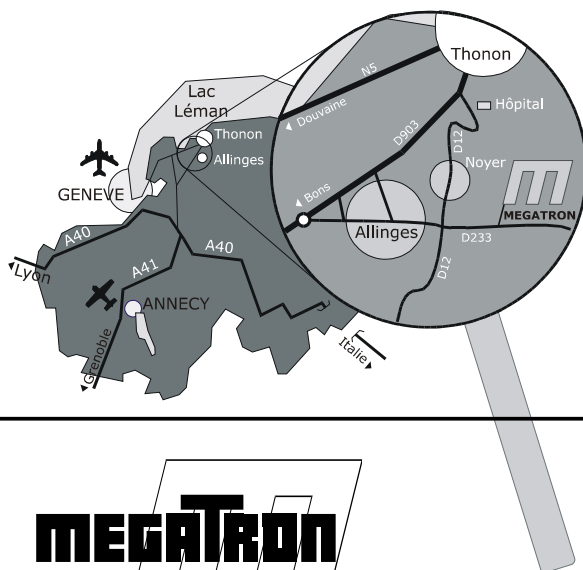 Thonon
N5
Lac
Léman
Douvaine
Hôpital
D903
D12
Thonon
Allinges
Noyer
GENEVE
Bons
MEGATRON
Allinges
D233
A40
A40
Lyon
A41
D12
ANNECY
Italie
Grenoble
MEGATRON